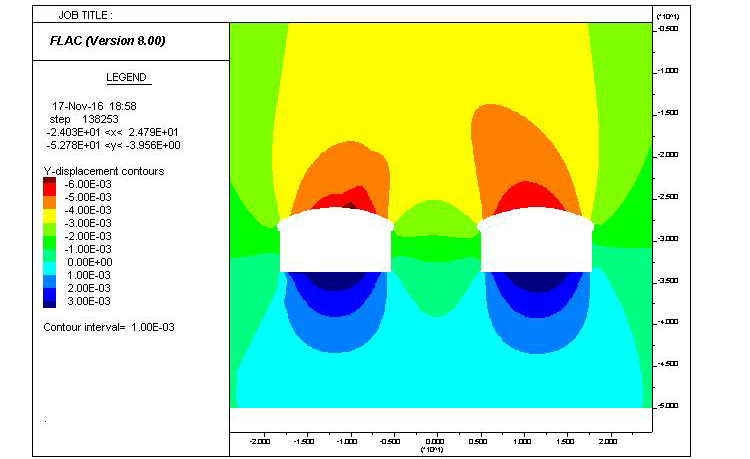 JOB TITLE :
FLAC (Version 8.00)
LEGEND
17-Nov-16 18:58
step 138253
-2.403E+01 <x< 2.479E+01
-5.278E+01 <y< -3.956E+00
Y-displacement contours
-6.00E-03
-5.00E-03
-4.00E-03
-3.00E-03
-2.00E-03
-1.00E-03
0.00E+00
1.00E-03
2.00E-03
3.00E-03
Contour interval= 1.00E-03
(*10^1)
-0.500
-1.000
-1.500
-2.000
-2.500
-3.000
-3.500
-4.000
-4.500
-5.000
-2.000 -1.500 -1.000 -0.500 0.000 0.500 1.000 1.500 2.000
(*10^1)